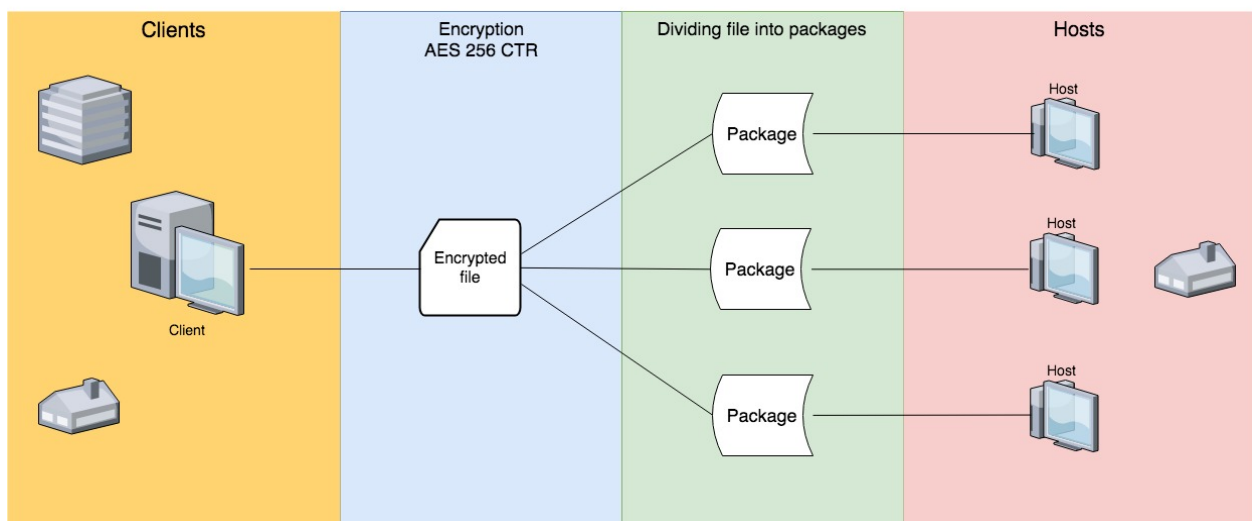 Clients
Encryption
AES 256 CTR
Dividing file into packages
Hosts
Client
Encrypted
file
Package
Package
Package
Host
Host
Host